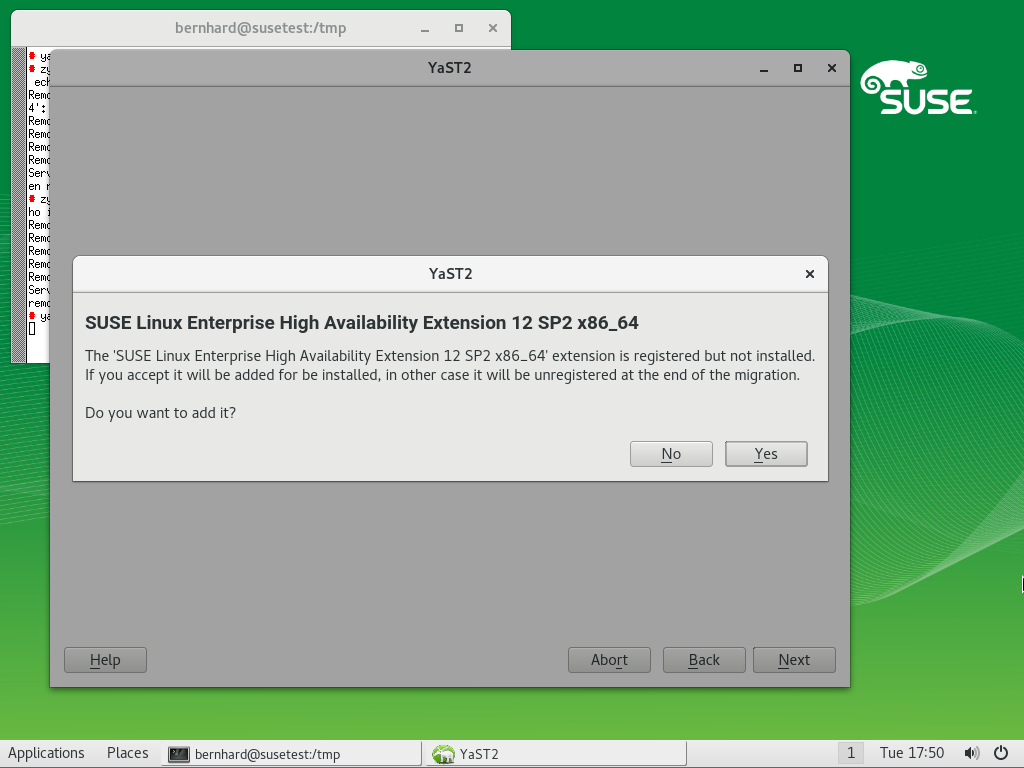 bernhard@susetest:/tmp
YaST2
SUSE
ya
zy
ech
Remo
4':
Remo
Remo
Remo
Remo
Serv
en r
zy
ho i
Remo
Remo
Remo
Remo
Remo
Serv
remo
ya
YaST2
SUSE Linux Enterprise High Availability Extension 12 SP2 x86_64
The 'SUSE Linux Enterprise High Availability Extension 12 SP2 x86_64' extension is registered but not installed.
If you accept it will be added for be installed, in other case it will be unregistered at the end of the migration.
Do you want to add it?
No Yes
Help Abort Back Next
Applications Places bernhard@susetest:/tmp YaST2 1 Tue 17:50